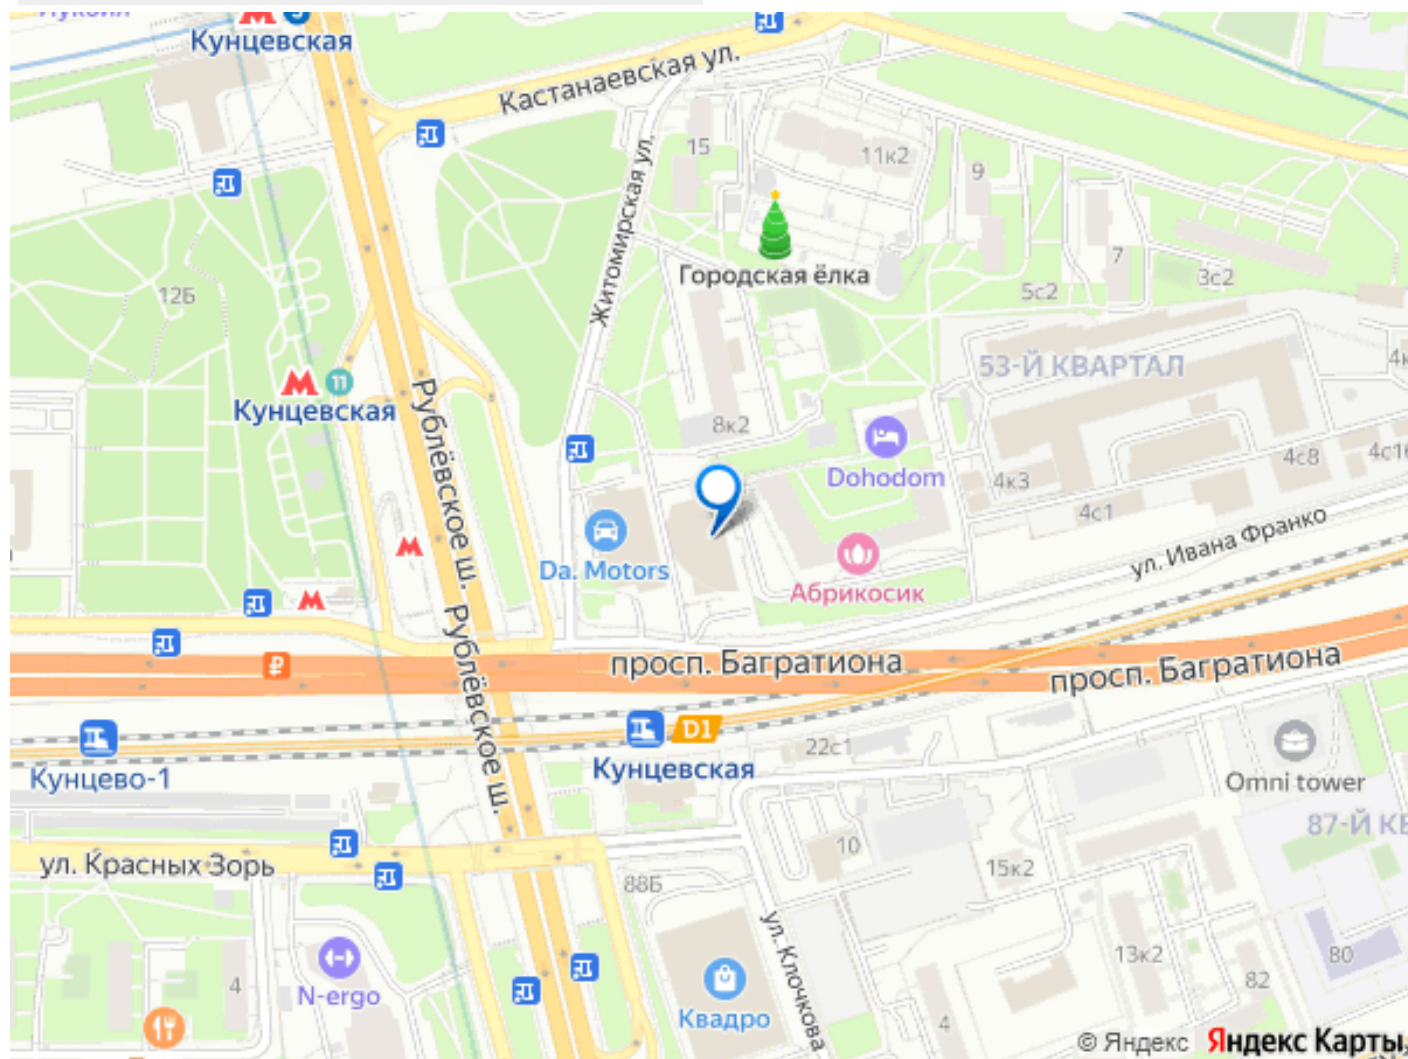 Кунцевская
Кастанаевская ул.
15
11к2
9
Житомирская ул.
Городская ёлка
7
3с2
5с2
12Б
11
Кунцевская
53-Й КВАРТАЛ
Рублёвское ш.
8к2
Dohodom
4к3
4с8
4с1
ул. Ивана Франко
Da. Motors
Абрикосик
Рублёвское ш.
просп. Багратиона
просп. Багратиона
D1
Кунцевская
22с1
Кунцево-1
Omni tower
ул. Красных Зорь
10
15к2
88Б
ул. Клочкова
13к2
80
82
4
N-ergo
Квадро
4
© Яндекс Яндекс Карты